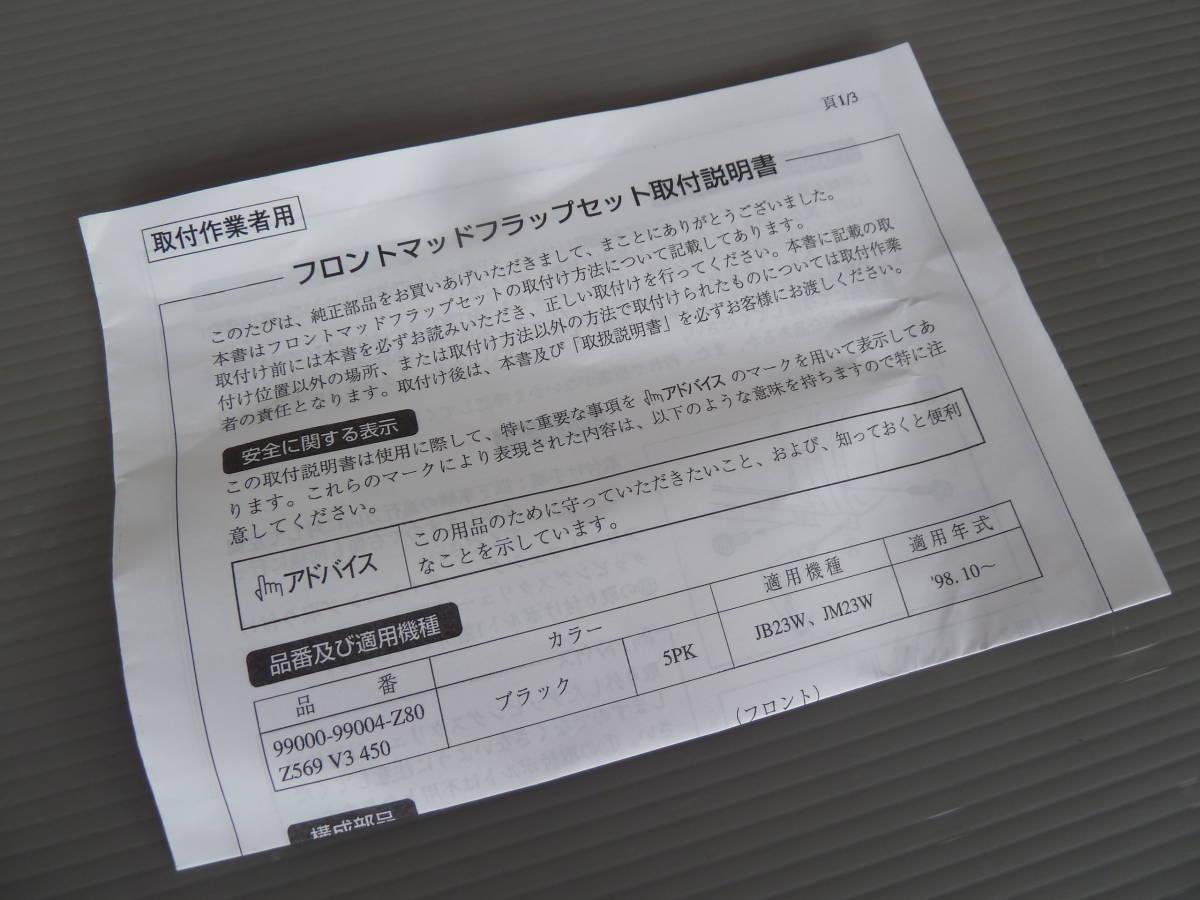 頁1/3
取付作業者用
フロントマッドフラップセット取付説明書
このたびは、純正部品をお買いあげいただきまして、まことにありがとうございました。
本書はフロントマッドフラップセットの取付け方法について記載してあります。
取付け前には本書を必ずお読みいただき、正しい取付けを行ってください。本書に記載の取
付け位置以外の場所、または取付け方法以外の方法で取付けられたものについては取付作業
者の責任となります。取付け後は、本書及び「取扱説明書」を必ずお客様にお渡しください。
安全に関する表示
この取付説明書は使用に際して、特に重要な事項を アドバイス のマークを用いて表示してあ
ります。これらのマークにより表現された内容は、以下のような意味を持ちますので特に注
意してください。
アドバイス
この用品のために守っていただきたいこと、および、知っておくと便利
なことを示しています。
品番及び適用機種
品 番 カラー 適用機種 適用年式
99000-99004-Z80 ブラック 5PK JB23W、JM23W '98.10～
Z569 V3 450
構成部品
(フロント)